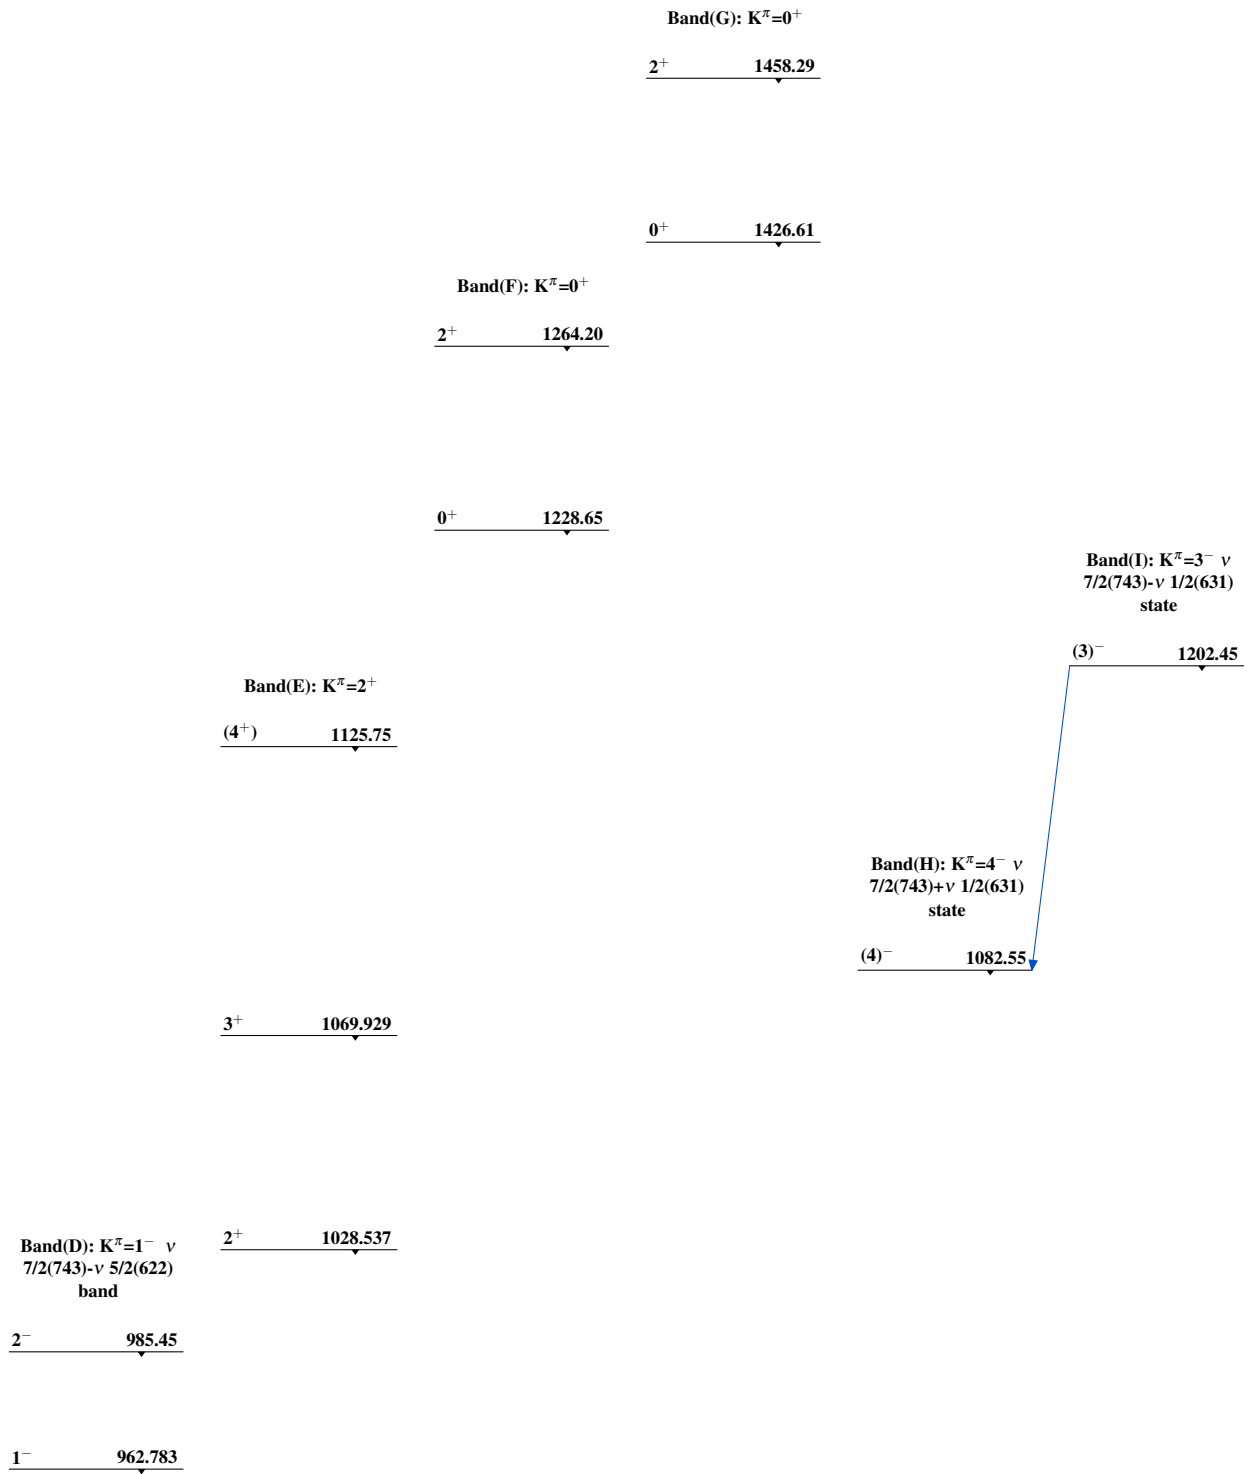 Band(D): K^π=1⁻ ν
7/2(743)-ν 5/2(622)
band
2⁻ 985.45
1⁻ 962.783
Band(E): K^π=2⁺
(4⁺) 1125.75
3⁺ 1069.929
2⁺ 1028.537
Band(F): K^π=0⁺
2⁺ 1264.20
0⁺ 1228.65
Band(G): K^π=0⁺
2⁺ 1458.29
0⁺ 1426.61
Band(H): K^π=4⁻ ν
7/2(743)+ν 1/2(631)
state
(4)⁻ 1082.55
Band(I): K^π=3⁻ ν
7/2(743)-ν 1/2(631)
state
(3)⁻ 1202.45